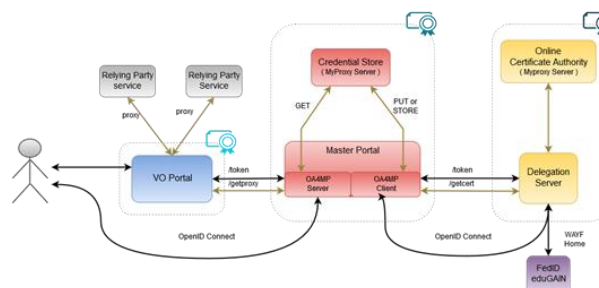 Relying Party
service
Relying Party
Service
proxy
proxy
VO Portal
Credential Store
( MyProxy Server )
GET
PUT or
STORE
Master Portal
OA4MP
Server
OA4MP
Client
/token
/getproxy
/token
/getcert
Online
Certificate Authority
( Myproxy Server )
Delegation
Server
OpenID Connect
OpenID Connect
WAYF
Home
FedID
eduGAIN